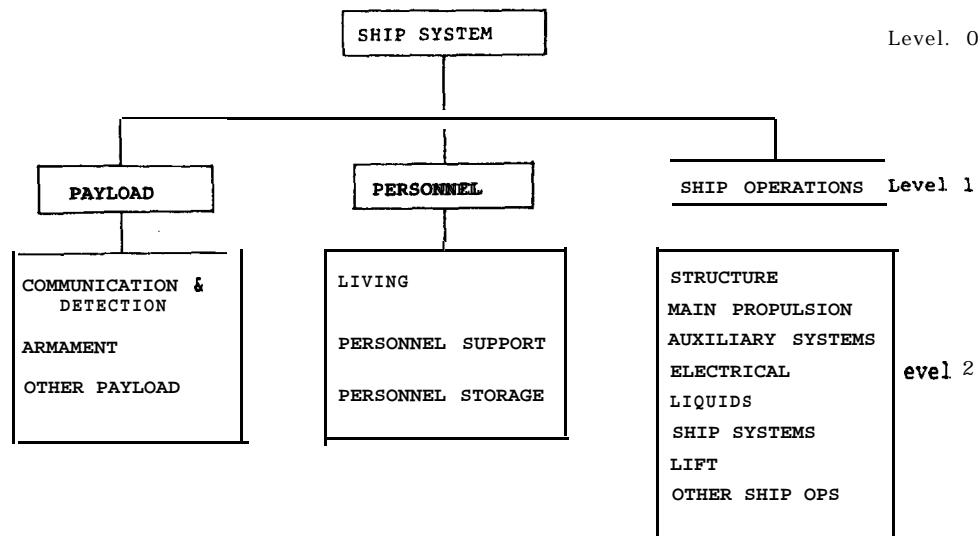 SHIP SYSTEM
Level. 0
PAYLOAD
PERSONNEL
SHIP OPERATIONS
Level 1
COMMUNICATION &
DETECTION
ARMAMENT
OTHER PAYLOAD
LIVING
PERSONNEL SUPPORT
PERSONNEL STORAGE
STRUCTURE
MAIN PROPULSION
AUXILIARY SYSTEMS
ELECTRICAL
LIQUIDS
SHIP SYSTEMS
LIFT
OTHER SHIP OPS
evel 2